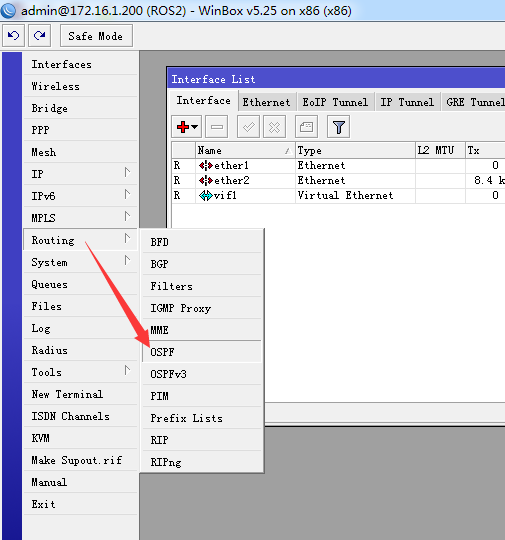 admin@172.16.1.200 (ROS2) - WinBox v5.25 on x86 (x86)
Safe Mode
Interfaces
Wireless
Bridge
PPP
Mesh
IP
IPv6
MPLS
Routing
System
Queues
Files
Log
Radius
Tools
New Terminal
ISDN Channels
KVM
Make Supout.rif
Manual
Exit
Interface List
Interface Ethernet EoIP Tunnel IP Tunnel GRE Tunnel
Name Type L2 MTU Tx
R ether1 Ethernet 0
R ether2 Ethernet 8.4 k
R vif1 Virtual Ethernet 0
BFD
BGP
Filters
IGMP Proxy
MME
OSPF
OSPFv3
PIM
Prefix Lists
RIP
RIPng